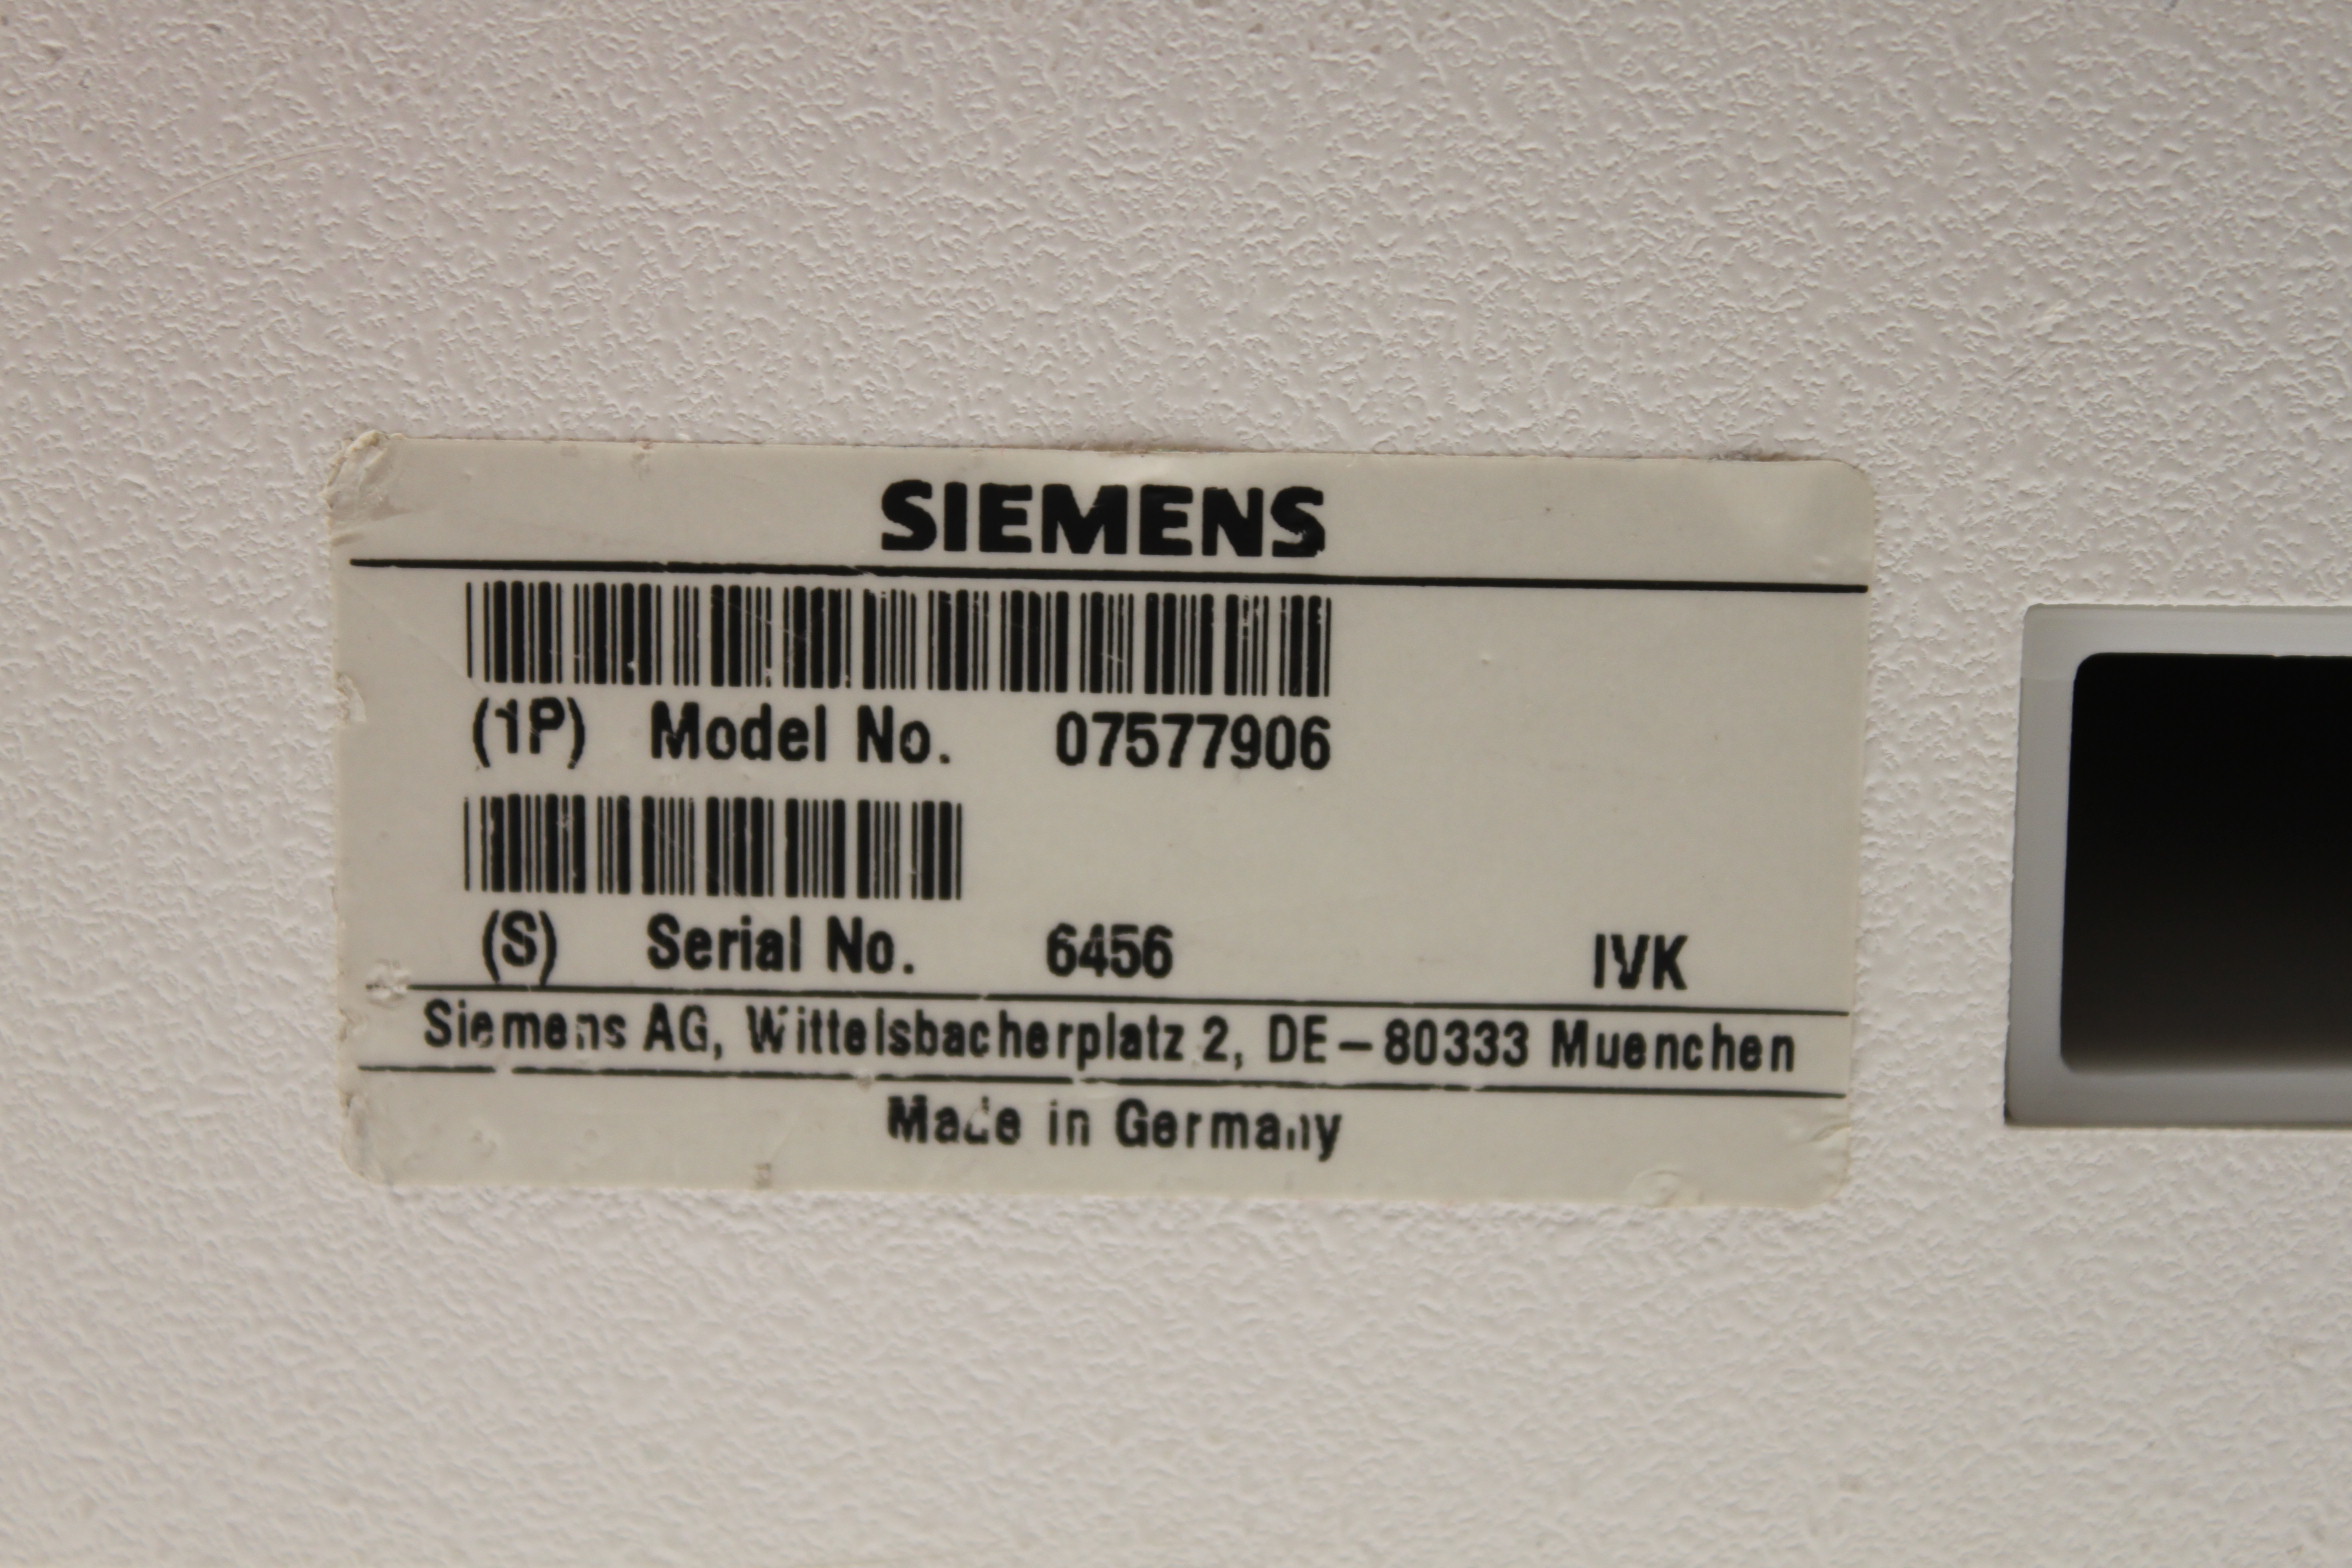 SIEMENS
(1P) Model No. 07577906
(S) Serial No. 6456 IVK
Siemens AG, Wittelsbacherplatz 2, DE-80333 Muenchen
Made in Germany